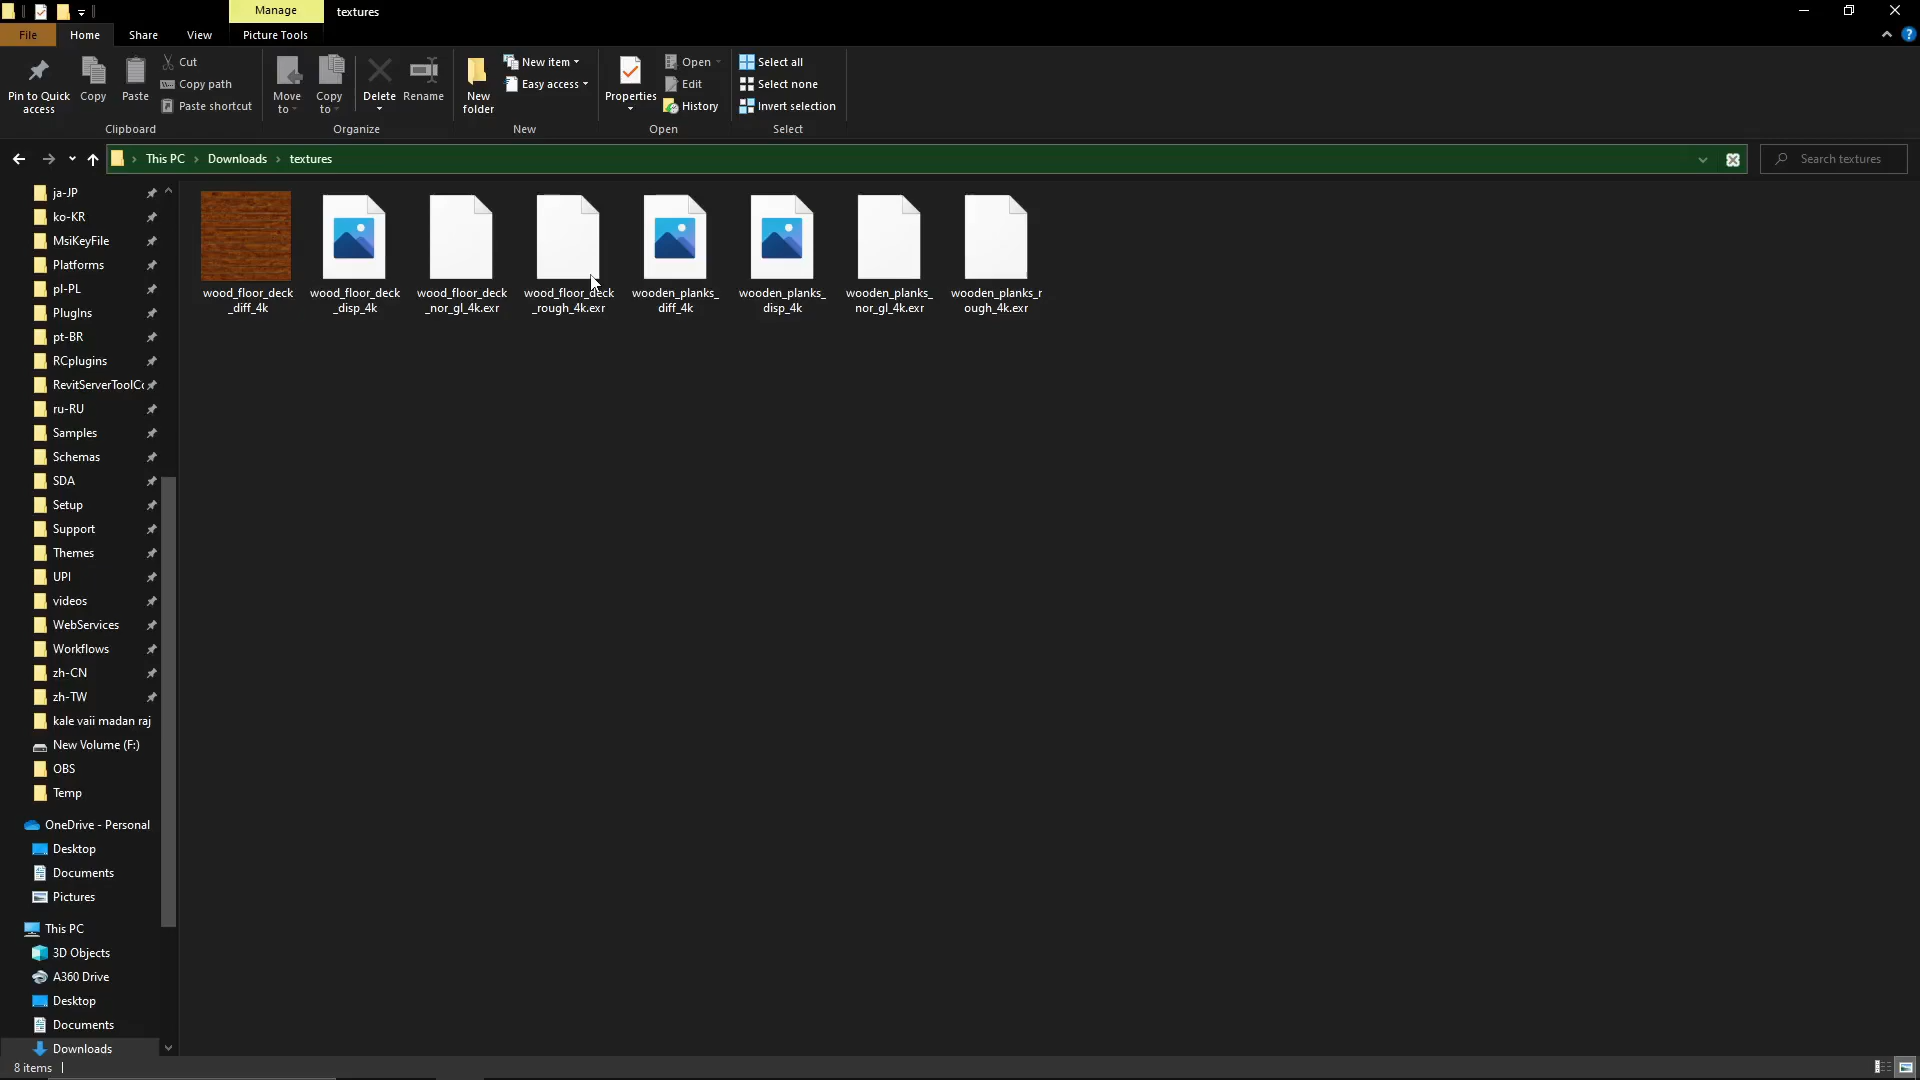 Manage
textures
File
Home
Share
View
Picture Tools
Pin to Quick
access
Copy
Paste
Cut
Copy path
Paste shortcut
Clipboard
Move
to
Copy
to
Delete
Rename
Organize
New
folder
New item
Easy access
New
Properties
Open
Edit
History
Open
Select all
Select none
Invert selection
Select
This PC
Downloads
textures
Search textures
ja-JP
ko-KR
MsiKeyFile
Platforms
pl-PL
PlugIns
pt-BR
RCplugins
RevitServerToolCo
ru-RU
Samples
Schemas
SDA
Setup
Support
Themes
UPI
videos
WebServices
Workflows
zh-CN
zh-TW
kale vaii madan raj
New Volume (F:)
OBS
Temp
OneDrive - Personal
Desktop
Documents
Pictures
This PC
3D Objects
A360 Drive
Desktop
Documents
Downloads
wood_floor_deck
_diff_4k
wood_floor_deck
_disp_4k
wood_floor_deck
_nor_gl_4k.exr
wood_floor_deck
_rough_4k.exr
wooden_planks_
diff_4k
wooden_planks_
disp_4k
wooden_planks_
nor_gl_4k.exr
wooden_planks_r
ough_4k.exr
8 items